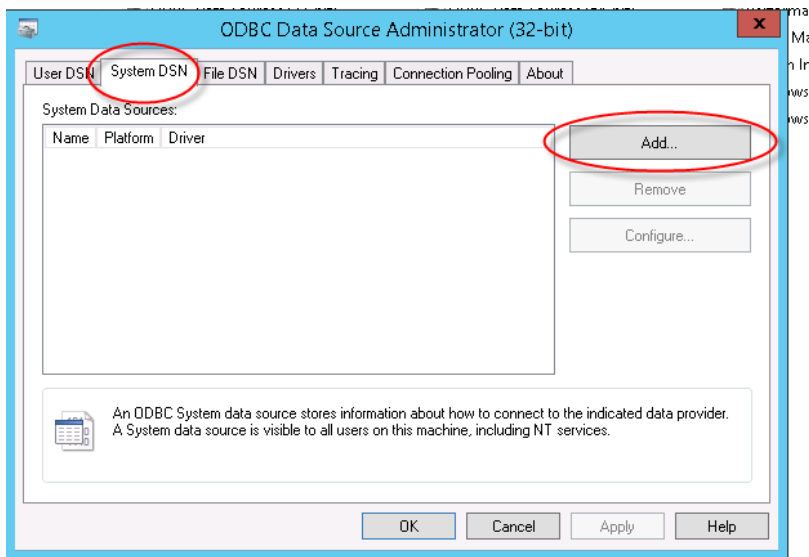 ODBC Data Source Administrator (32-bit)
X
User DSN System DSN File DSN Drivers Tracing Connection Pooling About
System Data Sources:
Name Platform Driver
Add...
Remove
Configure...
An ODBC System data source stores information about how to connect to the indicated data provider.
A System data source is visible to all users on this machine, including NT services.
OK Cancel Apply Help